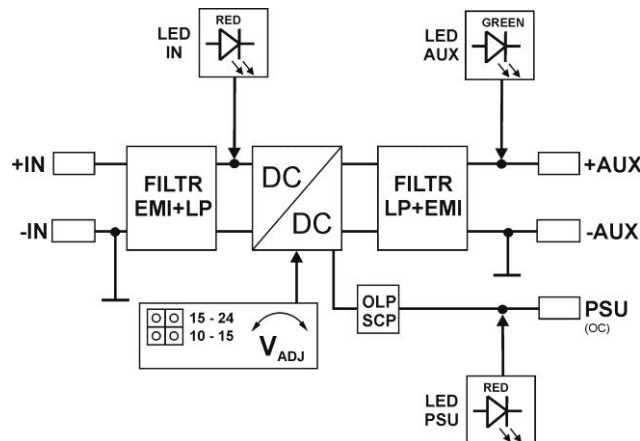 LED
IN
RED
LED
AUX
GREEN
+IN
-IN
FILTR
EMI+LP
DC
DC
FILTR
LP+EMI
+AUX
-AUX
15 - 24
10 - 15
VADJ
OLP
SCP
PSU
(OC)
LED
PSU
RED